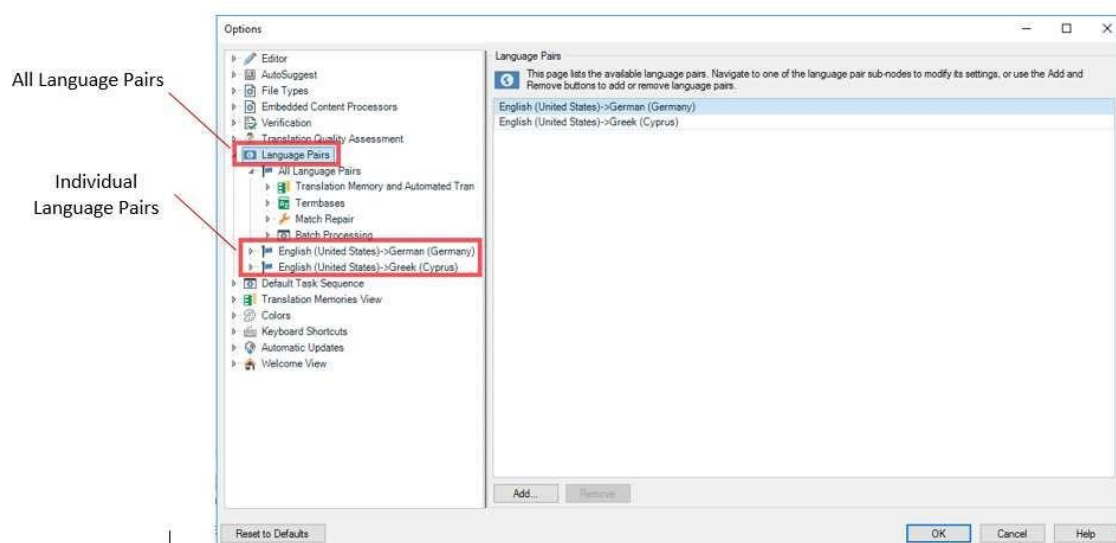 Options
All Language Pairs
Individual
Language Pairs
Editor
AutoSuggest
File Types
Embedded Content Processors
Verification
Translation Quality Assessment
Language Pairs
All Language Pairs
Translation Memory and Automated Tran
Termbases
Match Repair
Batch Processing
English (United States)->German (Germany)
English (United States)->Greek (Cyprus)
Default Task Sequence
Translation Memories View
Colors
Keyboard Shortcuts
Automatic Updates
Welcome View
Language Pairs
This page lists the available language pairs. Navigate to one of the language pair sub-nodes to modify its settings, or use the Add and
Remove buttons to add or remove language pairs.
English (United States)->German (Germany)
English (United States)->Greek (Cyprus)
Add...
Remove
Reset to Defaults
OK
Cancel
Help